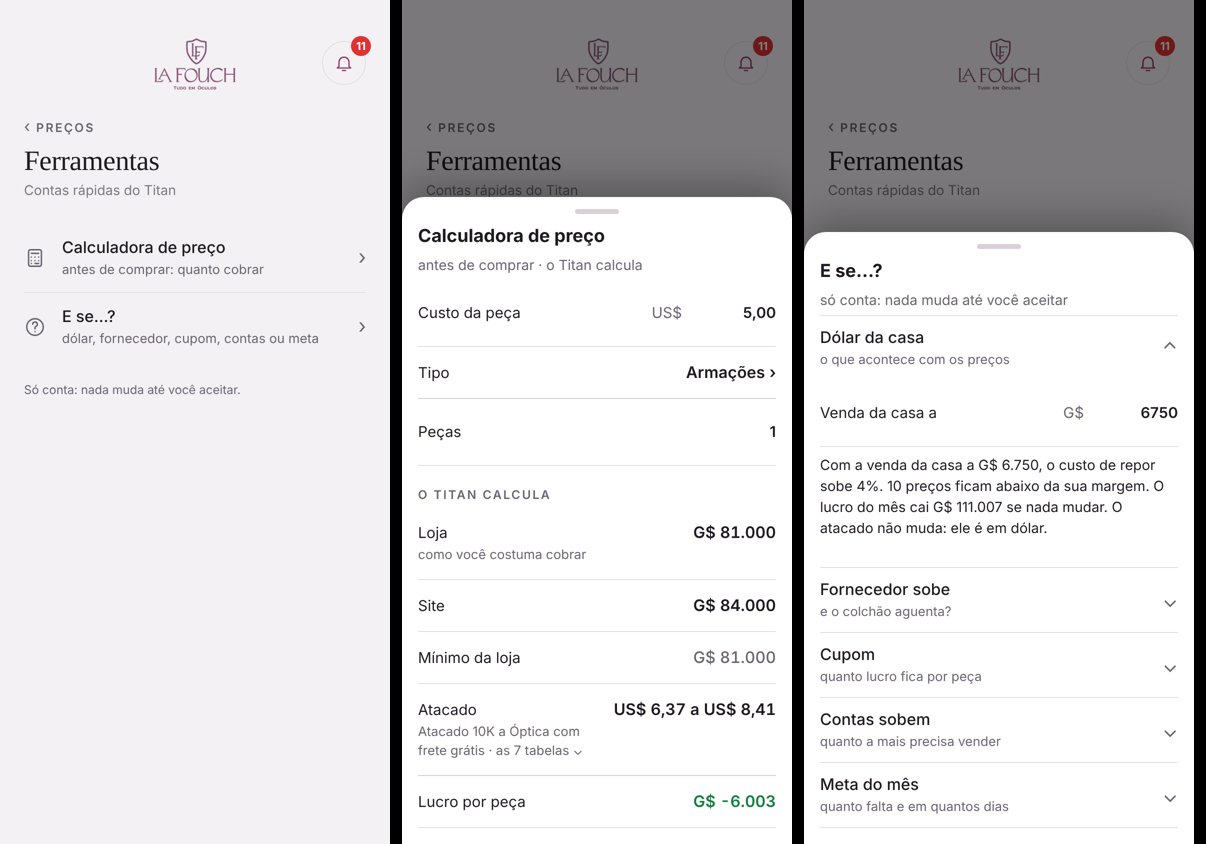 LF
LA FOUCH
TUDO EM ÓCULOS
11
‹ PREÇOS
Ferramentas
Contas rápidas do Titan
Calculadora de preço
antes de comprar: quanto cobrar
E se...?
dólar, fornecedor, cupom, contas ou meta
Só conta: nada muda até você aceitar.
LF
LA FOUCH
TUDO EM ÓCULOS
11
‹ PREÇOS
Ferramentas
Contas rápidas do Titan
Calculadora de preço
antes de comprar · o Titan calcula
Custo da peça US$ 5,00
Tipo Armações ›
Peças 1
O TITAN CALCULA
Loja G$ 81.000
como você costuma cobrar
Site G$ 84.000
Mínimo da loja G$ 81.000
Atacado US$ 6,37 a US$ 8,41
Atacado 10K a Óptica com
frete grátis · as 7 tabelas
Lucro por peça G$ -6.003
LF
LA FOUCH
TUDO EM ÓCULOS
11
‹ PREÇOS
Ferramentas
Contas rápidas do Titan
E se...?
só conta: nada muda até você aceitar
Dólar da casa
o que acontece com os preços
Venda da casa a G$ 6750
Com a venda da casa a G$ 6.750, o custo de repor
sobe 4%. 10 preços ficam abaixo da sua margem. O
lucro do mês cai G$ 111.007 se nada mudar. O
atacado não muda: ele é em dólar.
Fornecedor sobe
e o colchão aguenta?
Cupom
quanto lucro fica por peça
Contas sobem
quanto a mais precisa vender
Meta do mês
quanto falta e em quantos dias